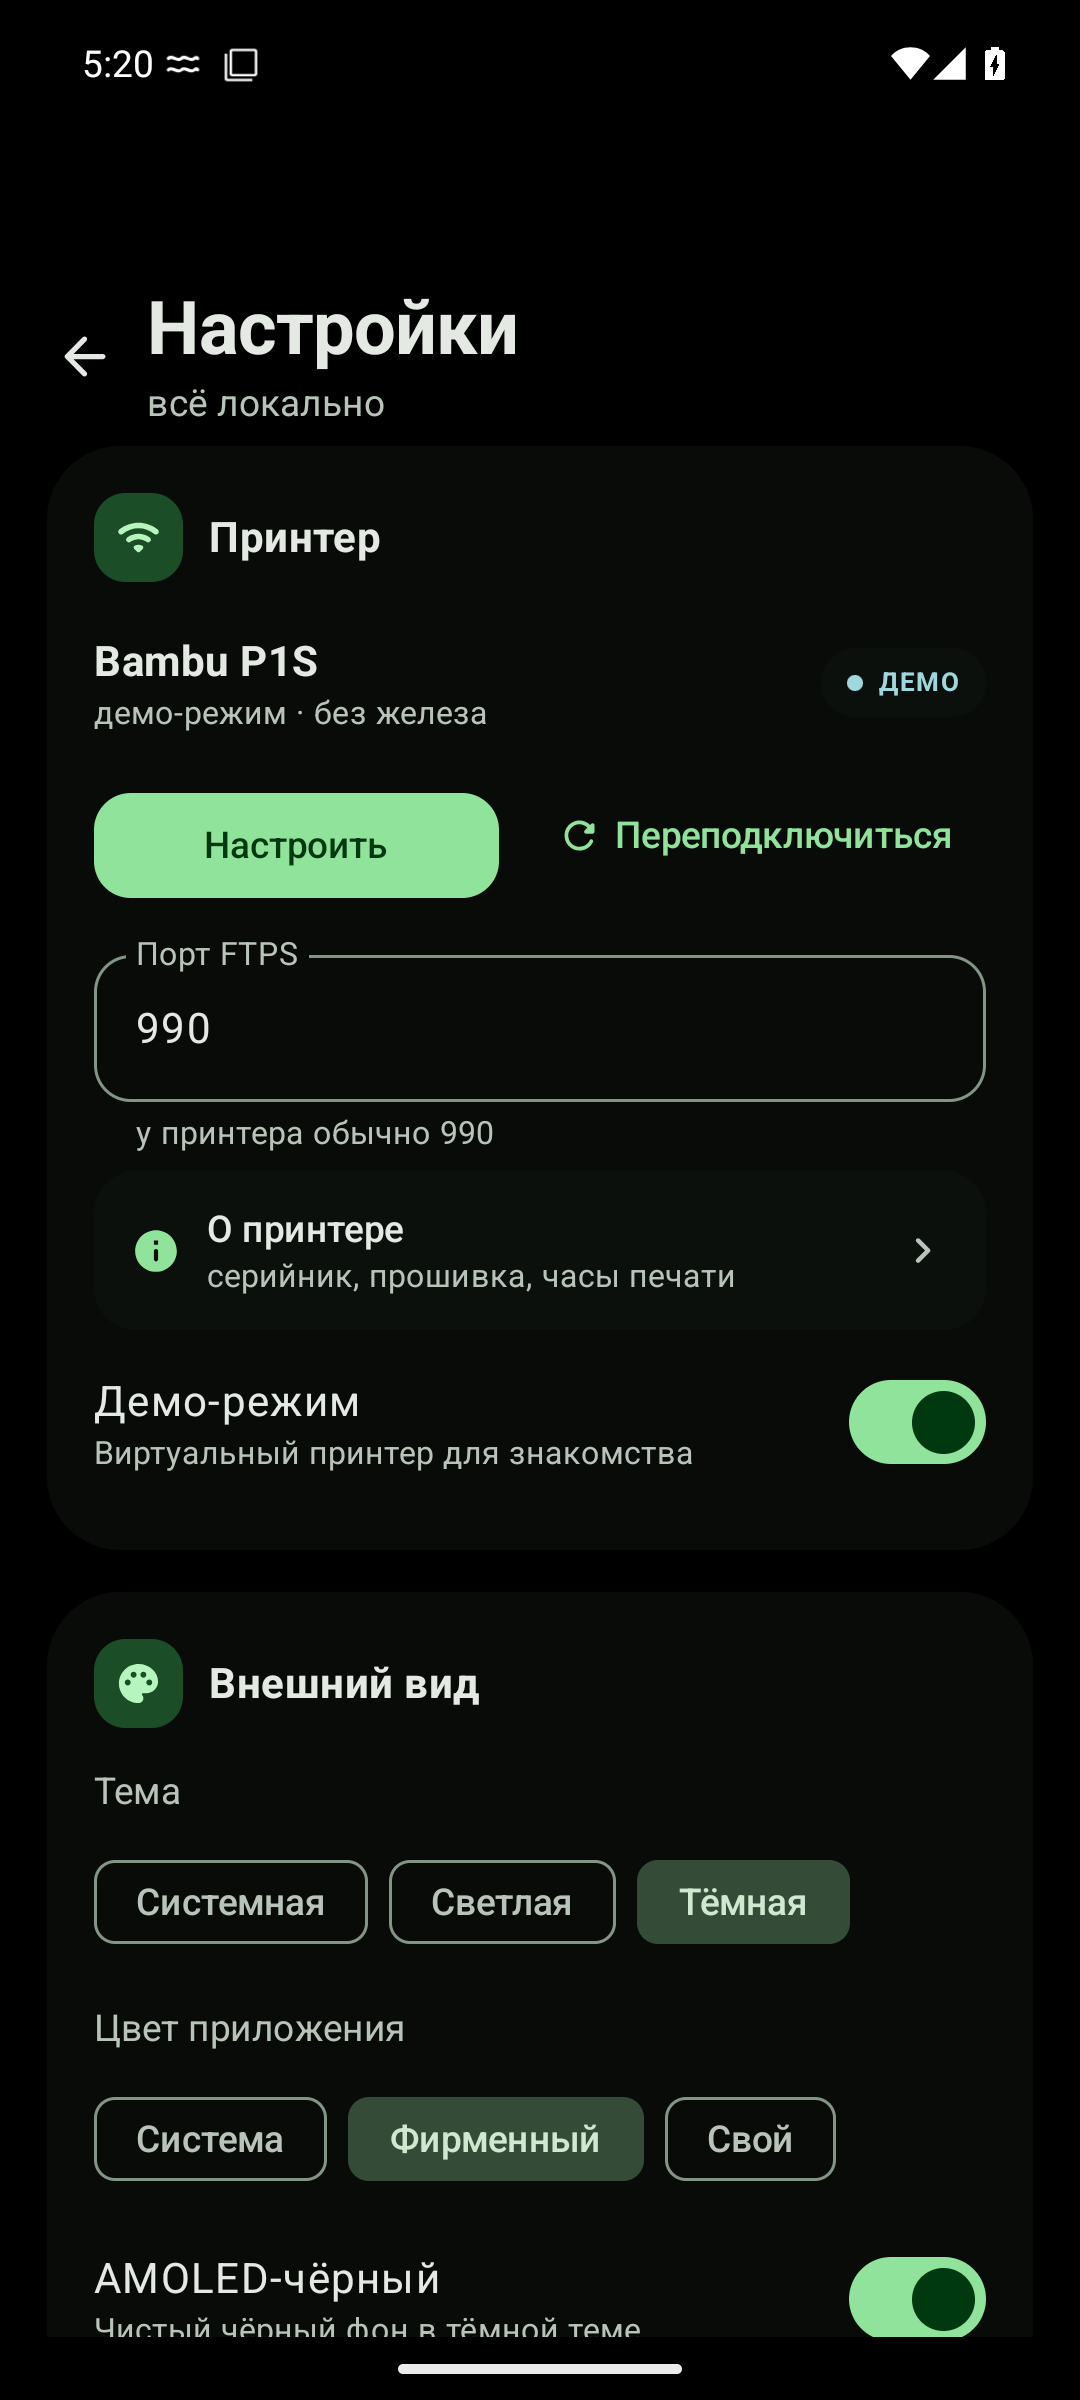 5:20
Настройки
всё локально
Принтер
Bambu P1S
демо-режим · без железа
ДЕМО
Настроить
Переподключиться
Порт FTPS
990
у принтера обычно 990
О принтере
серийник, прошивка, часы печати
Демо-режим
Виртуальный принтер для знакомства
Внешний вид
Тема
Системная
Светлая
Тёмная
Цвет приложения
Система
Фирменный
Свой
AMOLED-чёрный
Чистый чёрный фон в тёмной теме